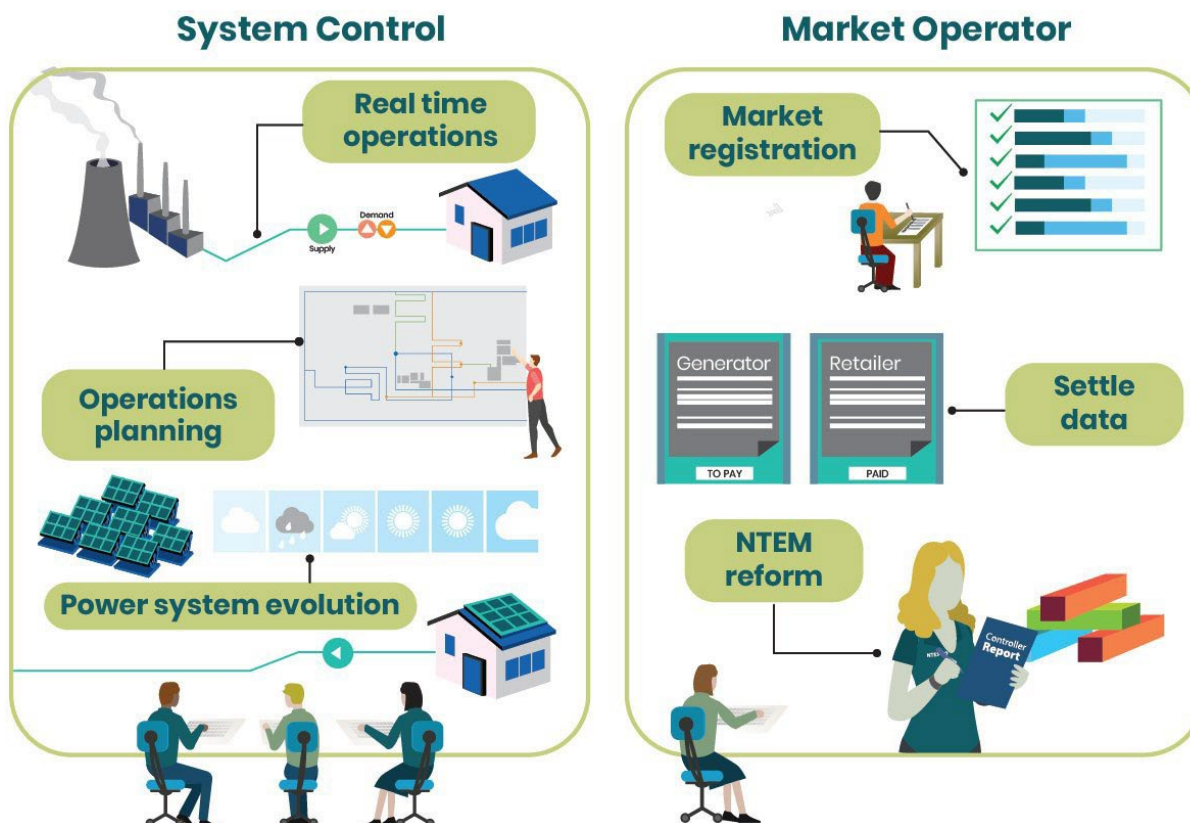 System Control
Real time
operations
Demand
Supply
Operations
planning
Power system evolution
Market Operator
Market
registration
Generator
TO PAY
Retailer
PAID
Settle
data
NTEM
reform
Controller
Report